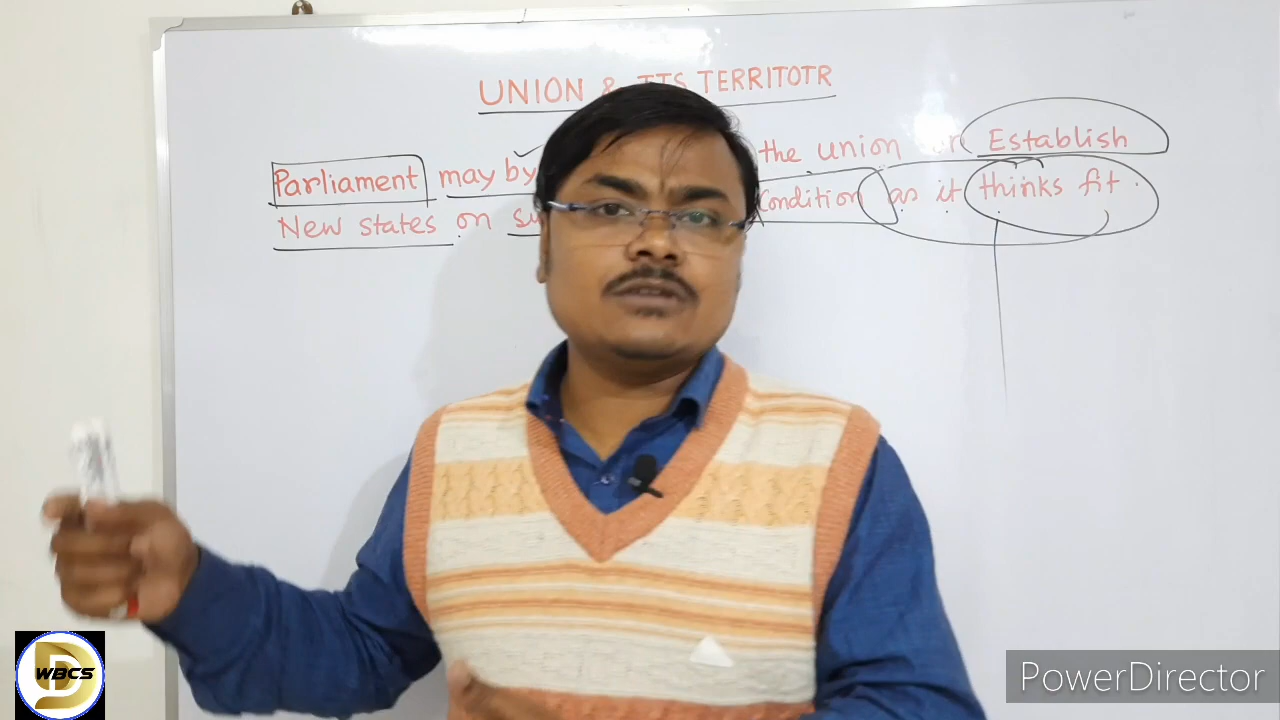 UNION & ITS TERRITOTR
Parliament may by the union or Establish
New states on condition as it thinks fit.
WBCS
PowerDirector